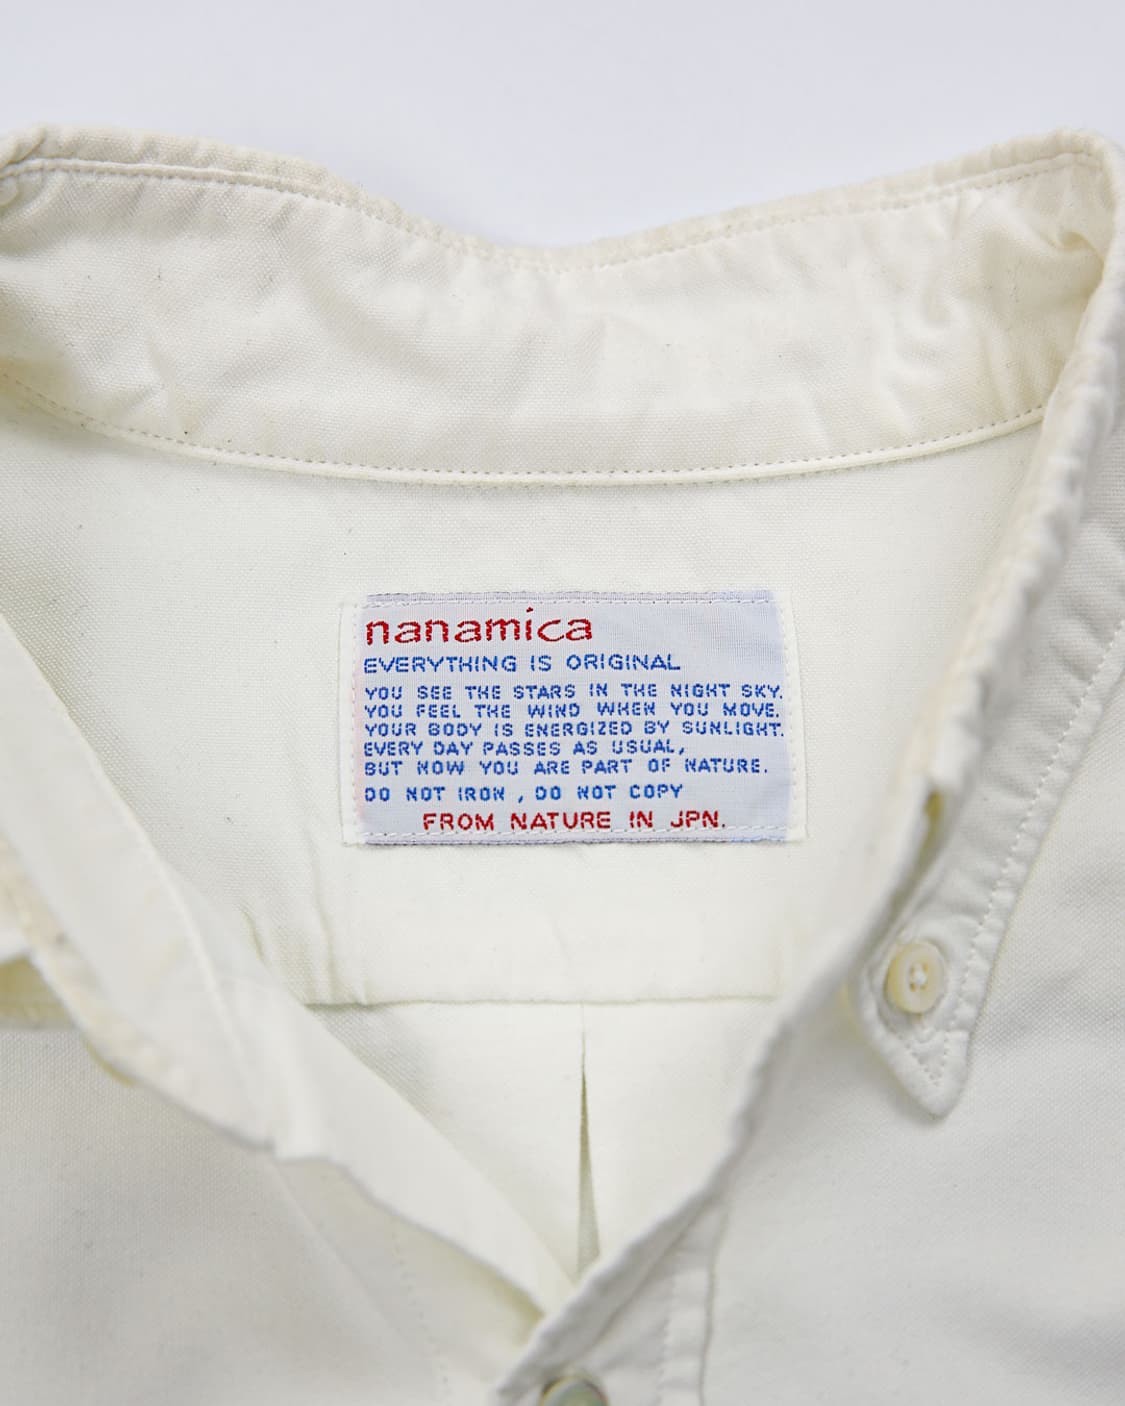 nanamica
EVERYTHING IS ORIGINAL
YOU SEE THE STARS IN THE NIGHT SKY.
YOU FEEL THE WIND WHEN YOU MOVE.
YOUR BODY IS ENERGIZED BY SUNLIGHT.
EVERY DAY PASSES AS USUAL,
BUT NOW YOU ARE PART OF NATURE.
DO NOT IRON , DO NOT COPY
FROM NATURE IN JPN.